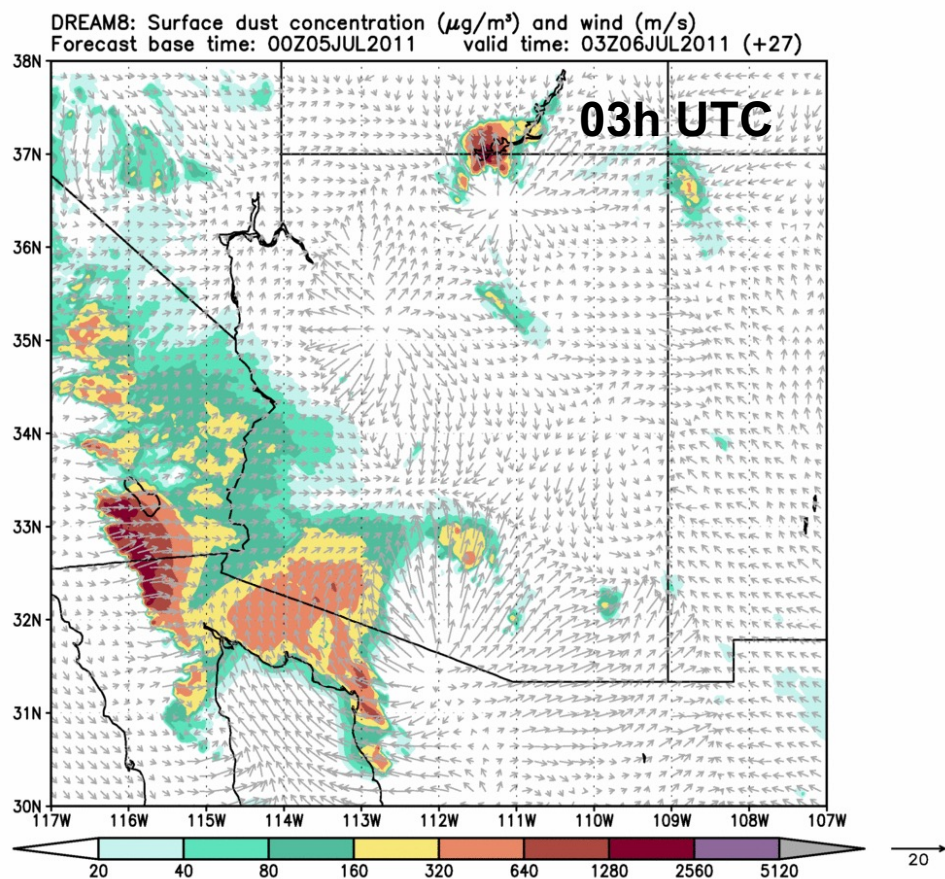 DREAM8: Surface dust concentration (μg/m³) and wind (m/s)
Forecast base time: 00Z05JUL2011 valid time: 03Z06JUL2011 (+27)
03h UTC
38N
37N
36N
35N
34N
33N
32N
31N
30N
117W 116W 115W 114W 113W 112W 111W 110W 109W 108W 107W
20 40 80 160 320 640 1280 2560 5120
20